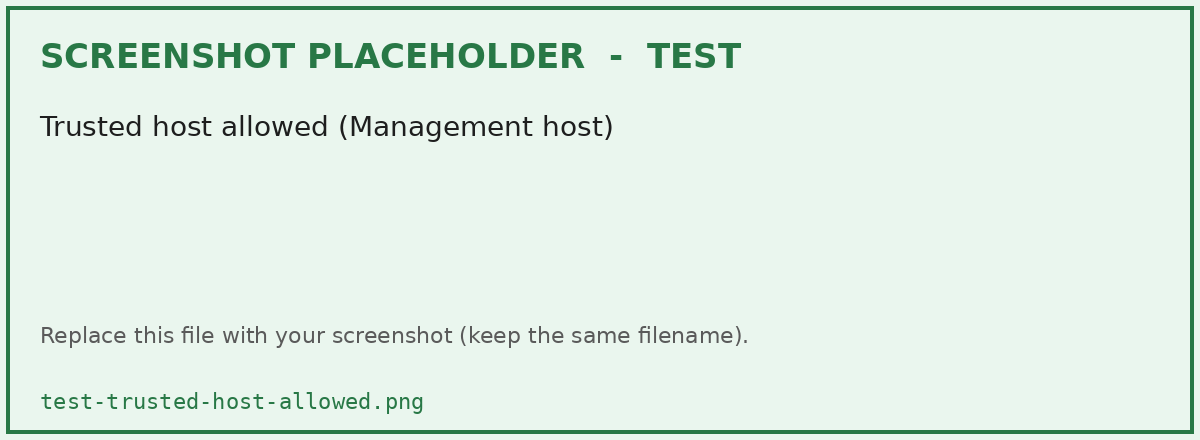 SCREENSHOT PLACEHOLDER - TEST
Trusted host allowed (Management host)
Replace this file with your screenshot (keep the same filename).
test-trusted-host-allowed.png